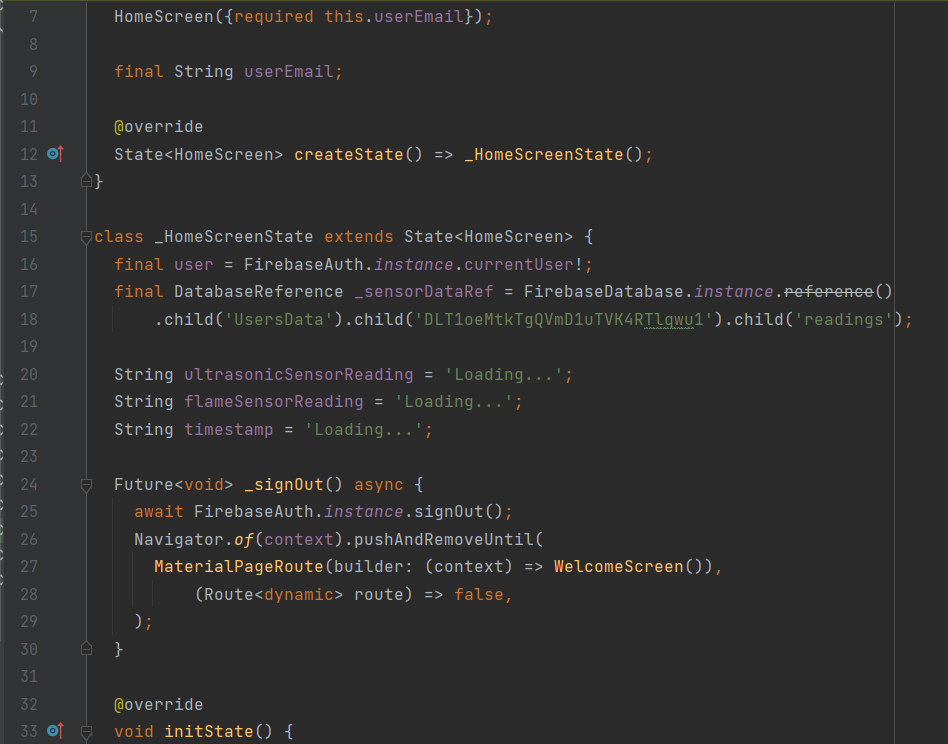 7 HomeScreen({required this.userEmail});
8
9 final String userEmail;
10
11 @override
12 State<HomeScreen> createState() => _HomeScreenState();
13 }
14
15 class _HomeScreenState extends State<HomeScreen> {
16 final user = FirebaseAuth.instance.currentUser!;
17 final DatabaseReference _sensorDataRef = FirebaseDatabase.instance.reference()
18 .child('UsersData').child('DLT1oeMtkTgQVmD1uTVK4RTlqwu1').child('readings');
19
20 String ultrasonicSensorReading = 'Loading...';
21 String flameSensorReading = 'Loading...';
22 String timestamp = 'Loading...';
23
24 Future<void> _signOut() async {
25 await FirebaseAuth.instance.signOut();
26 Navigator.of(context).pushAndRemoveUntil(
27 MaterialPageRoute(builder: (context) => WelcomeScreen()),
28 (Route<dynamic> route) => false,
29 );
30 }
31
32 @override
33 void initState() {